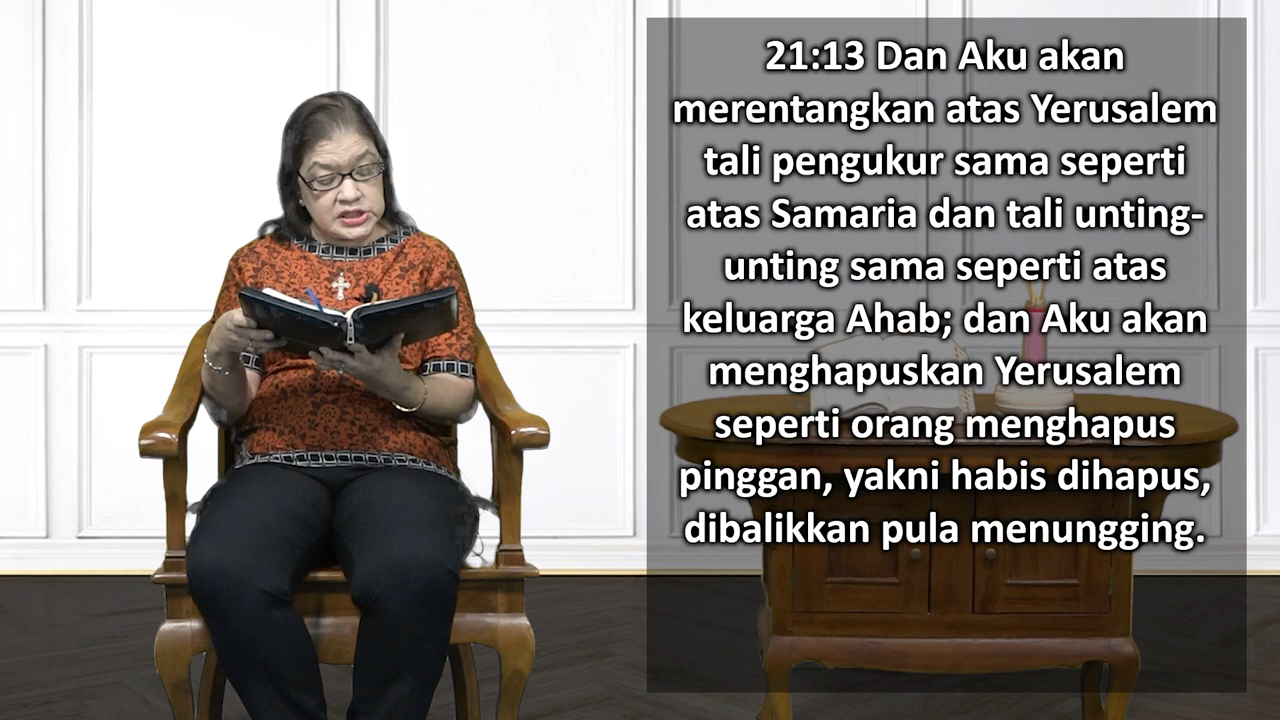 21:13 Dan Aku akan
merentangkan atas Yerusalem
tali pengukur sama seperti
atas Samaria dan tali unting-
unting sama seperti atas
keluarga Ahab; dan Aku akan
menghapuskan Yerusalem
seperti orang menghapus
pinggan, yakni habis dihapus,
dibalikkan pula menungging.